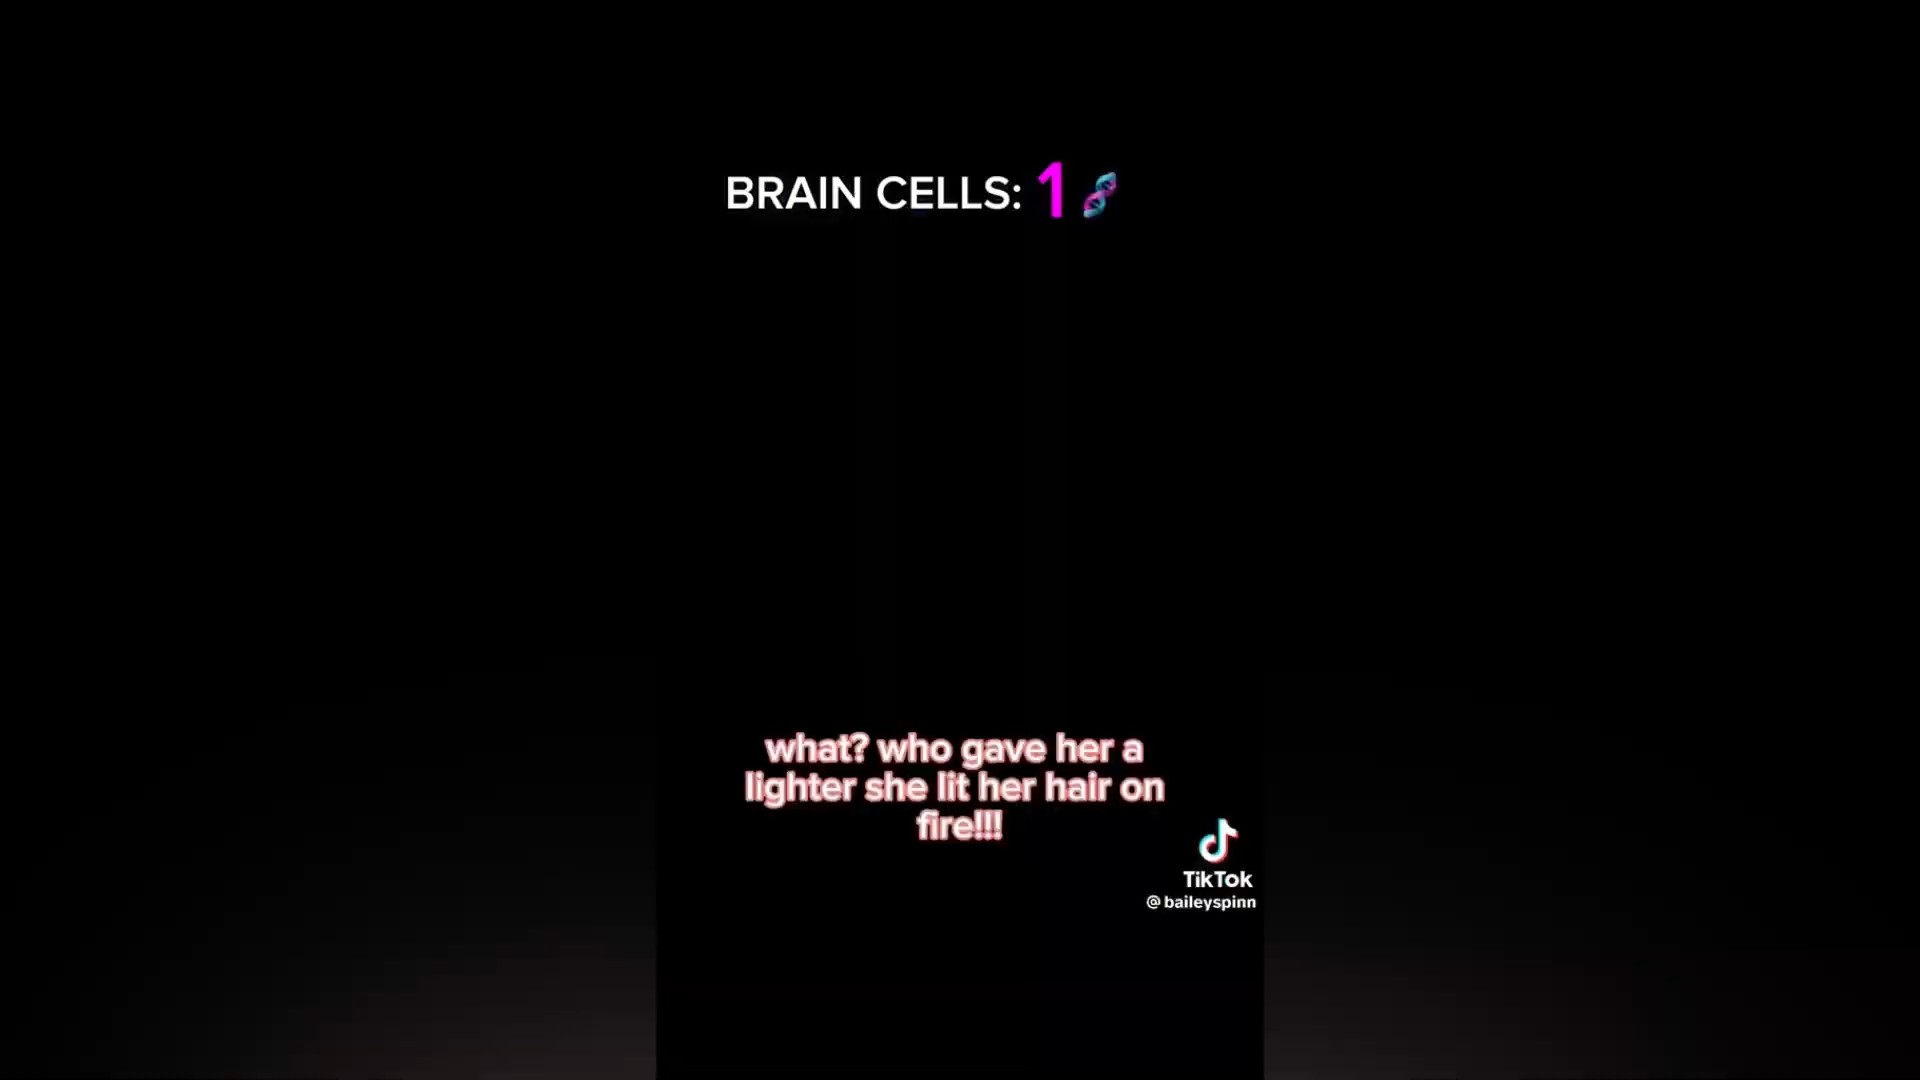 BRAIN CELLS: 1🧬
what? who gave her a
lighter she lit her hair on
fire!!!
TikTok
@baileyspinn